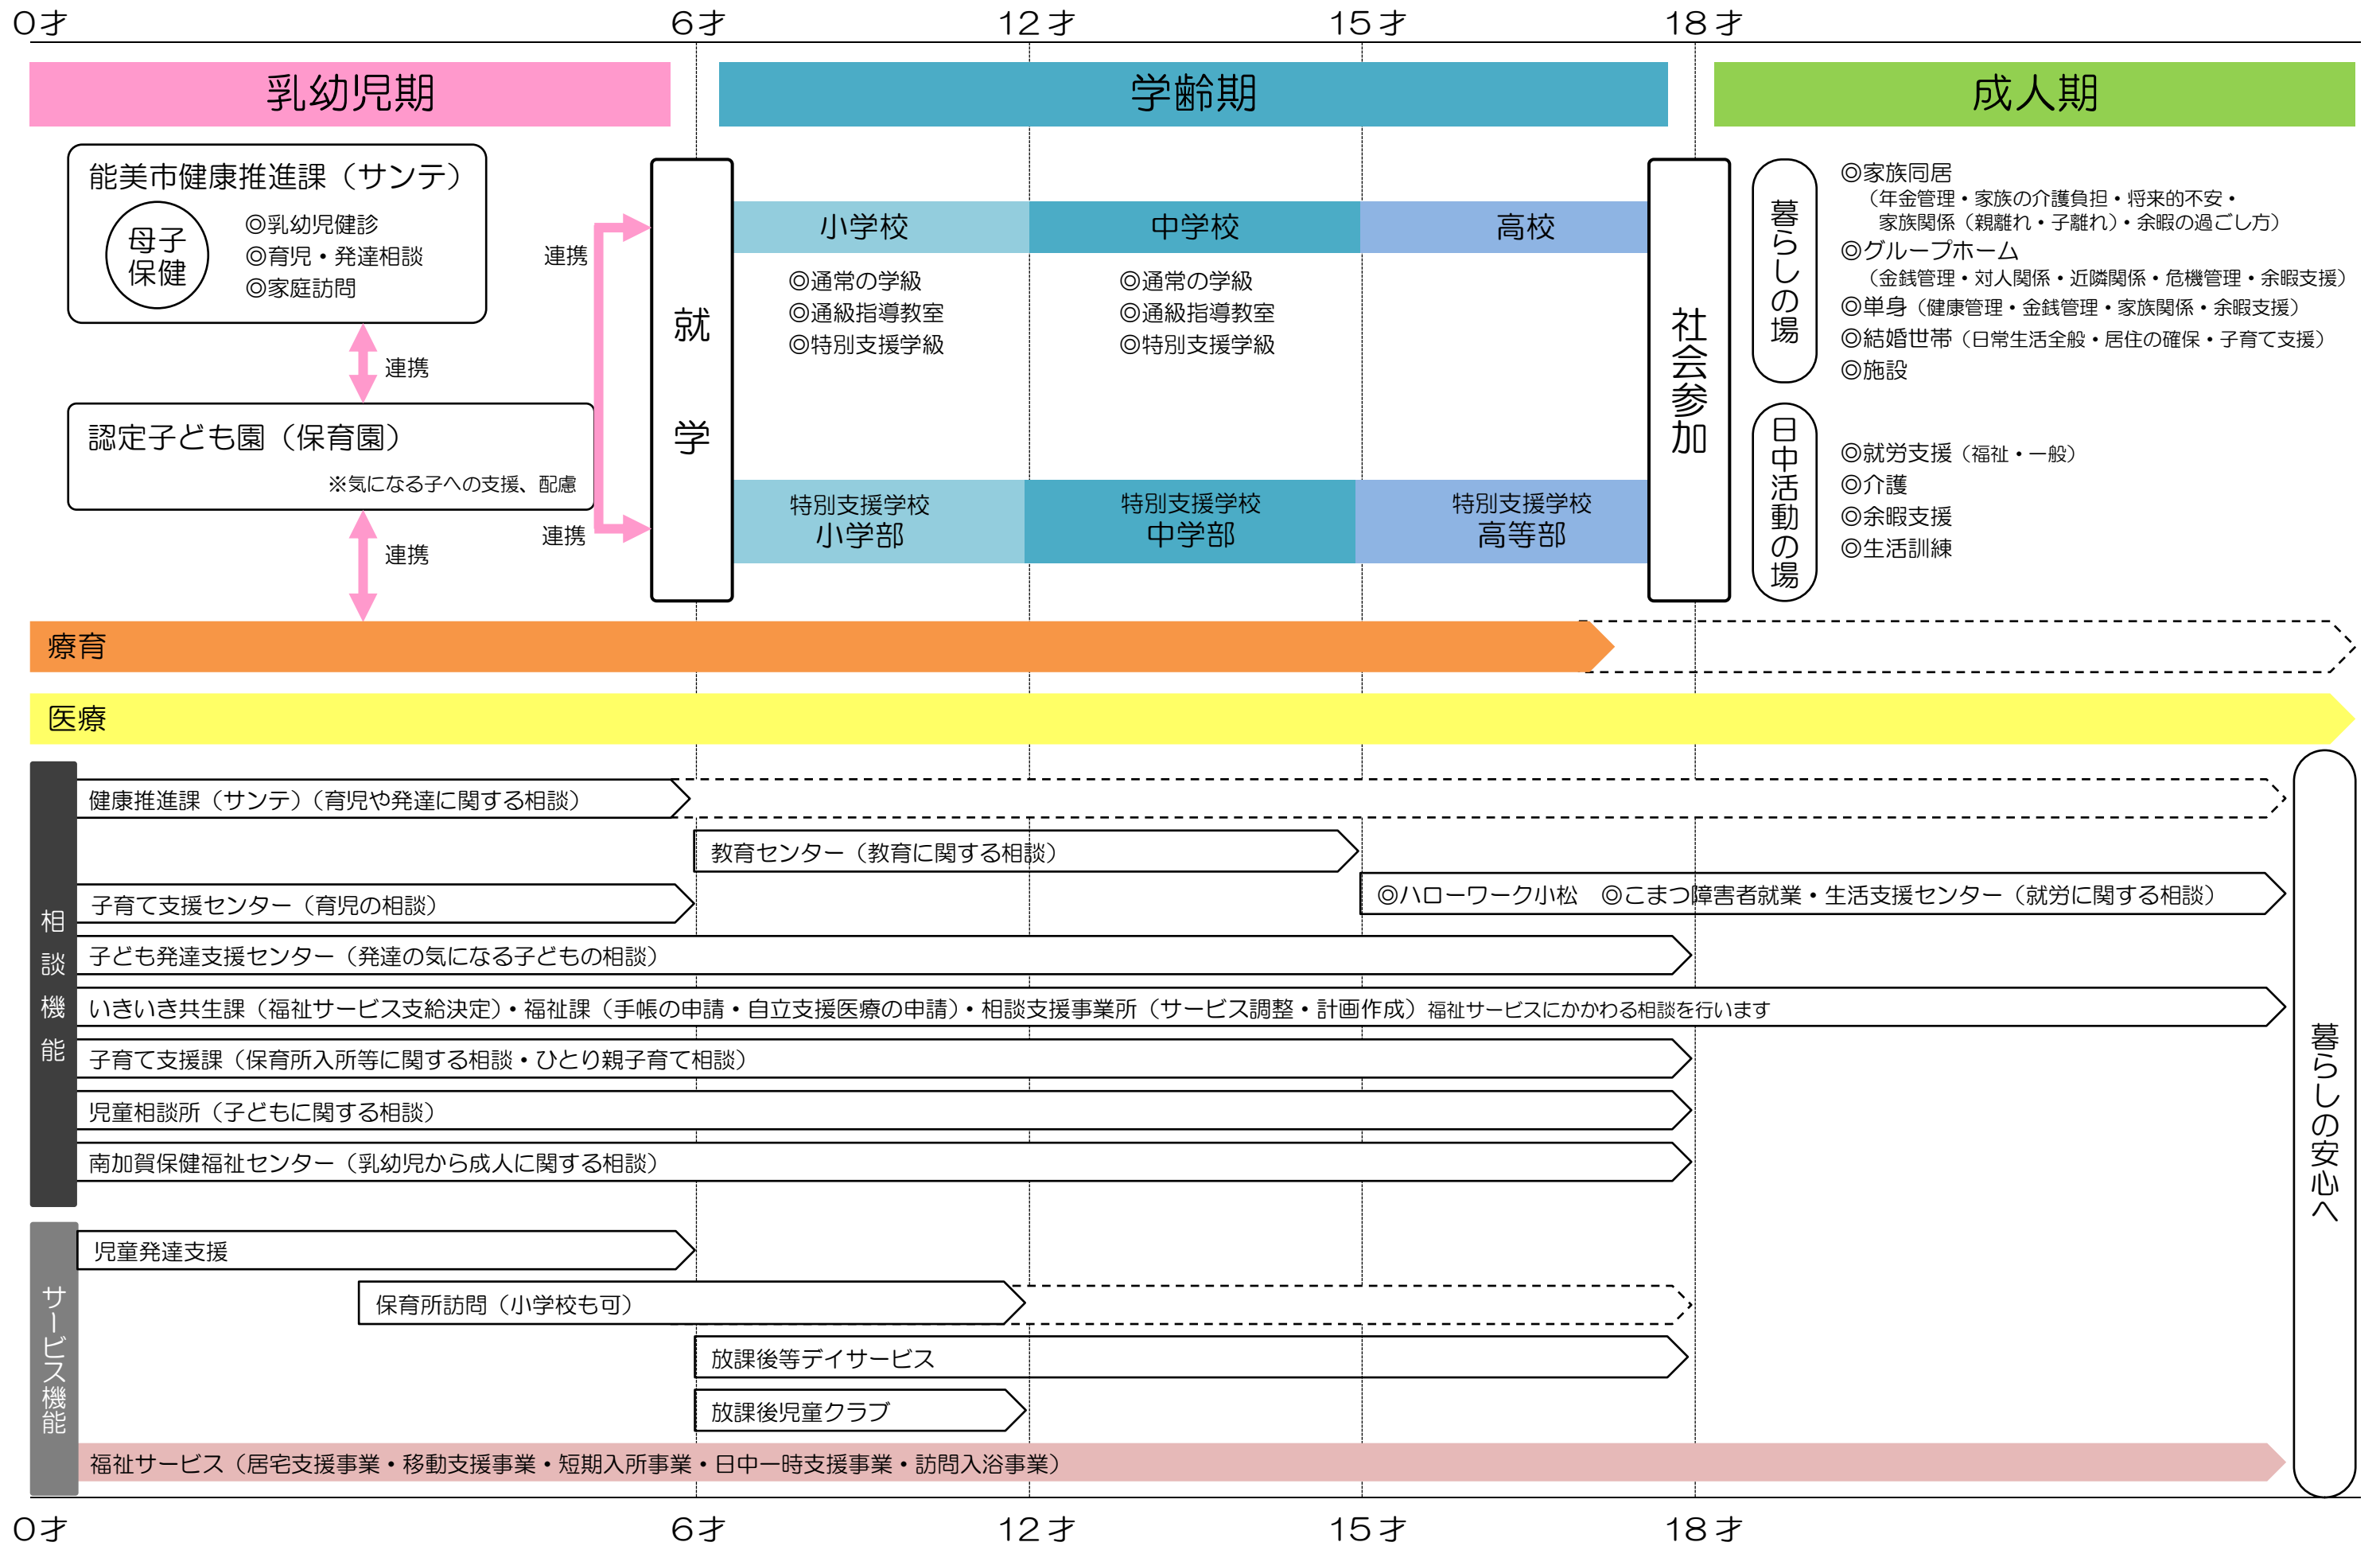 0才 6才 12才 15才 18才
乳幼児期 学齢期 成人期
能美市健康推進課（サンテ）
母子
保健
◎乳幼児健診
◎育児・発達相談
◎家庭訪問
連携
認定子ども園（保育園）
※気になる子への支援、配慮
連携
連携
連携
就学
小学校 中学校 高校
◎通常の学級
◎通級指導教室
◎特別支援学級
◎通常の学級
◎通級指導教室
◎特別支援学級
特別支援学校
小学部
特別支援学校
中学部
特別支援学校
高等部
社会参加
暮らしの場
◎家族同居
（年金管理・家族の介護負担・将来的不安・
家族関係（親離れ・子離れ）・余暇の過ごし方）
◎グループホーム
（金銭管理・対人関係・近隣関係・危機管理・余暇支援）
◎単身（健康管理・金銭管理・家族関係・余暇支援）
◎結婚世帯（日常生活全般・居住の確保・子育て支援）
◎施設
日中活動の場
◎就労支援（福祉・一般）
◎介護
◎余暇支援
◎生活訓練
療育
医療
相談機能
健康推進課（サンテ）（育児や発達に関する相談）
教育センター（教育に関する相談）
子育て支援センター（育児の相談）
◎ハローワーク小松　◎こまつ障害者就業・生活支援センター（就労に関する相談）
子ども発達支援センター（発達の気になる子どもの相談）
いきいき共生課（福祉サービス支給決定）・福祉課（手帳の申請・自立支援医療の申請）・相談支援事業所（サービス調整・計画作成）福祉サービスにかかわる相談を行います
子育て支援課（保育所入所等に関する相談・ひとり親子育て相談）
児童相談所（子どもに関する相談）
南加賀保健福祉センター（乳幼児から成人に関する相談）
暮らしの安心へ
サービス機能
児童発達支援
保育所訪問（小学校も可）
放課後等デイサービス
放課後児童クラブ
福祉サービス（居宅支援事業・移動支援事業・短期入所事業・日中一時支援事業・訪問入浴事業）
0才 6才 12才 15才 18才